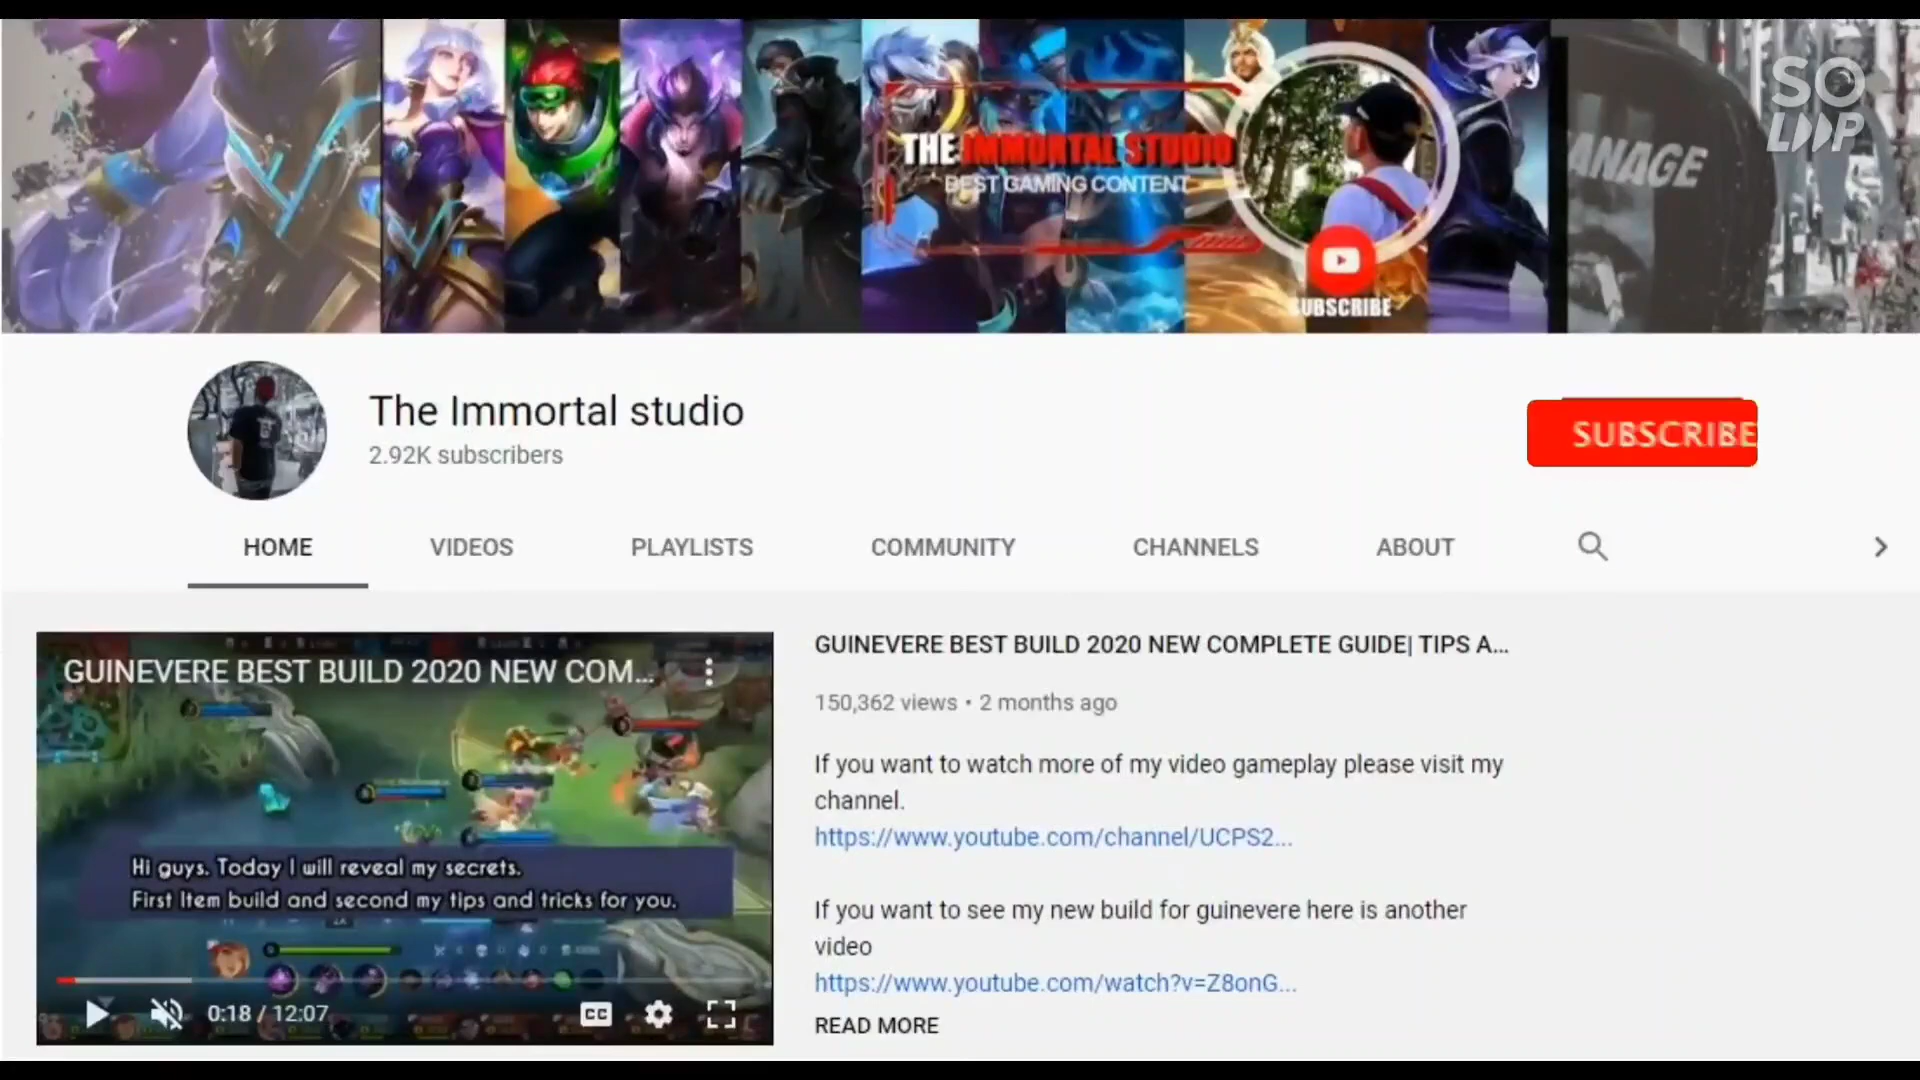 SO
LOOP
THE IMMORTAL STUDIO
BEST GAMING CONTENT
SUBSCRIBE
ANAGE
The Immortal studio
2.92K subscribers
SUBSCRIBE
HOME
VIDEOS
PLAYLISTS
COMMUNITY
CHANNELS
ABOUT
GUINEVERE BEST BUILD 2020 NEW COM...
Hi guys. Today I will reveal my secrets.
First Item build and second my tips and tricks for you.
0:18 / 12:07
CC
GUINEVERE BEST BUILD 2020 NEW COMPLETE GUIDE| TIPS A...
150,362 views • 2 months ago
If you want to watch more of my video gameplay please visit my
channel.
https://www.youtube.com/channel/UCPS2...
If you want to see my new build for guinevere here is another
video
https://www.youtube.com/watch?v=Z8onG...
READ MORE